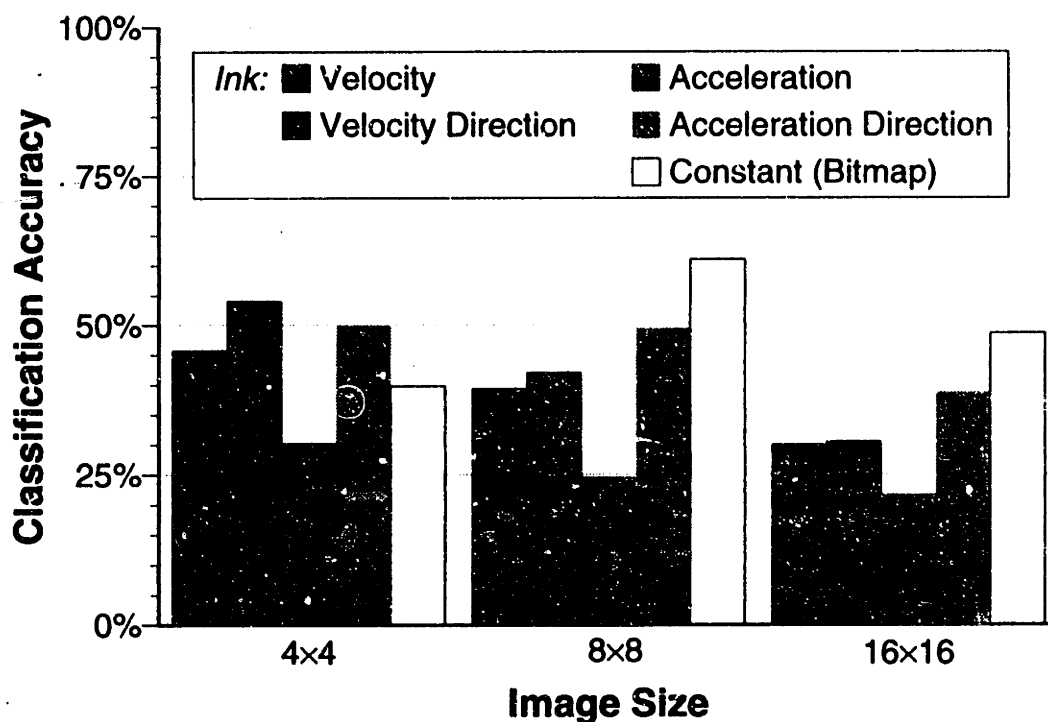 100%
Ink: Velocity Acceleration
Velocity Direction Acceleration Direction
Constant (Bitmap)
75%
50%
25%
0%
Classification Accuracy
4×4 8×8 16×16
Image Size